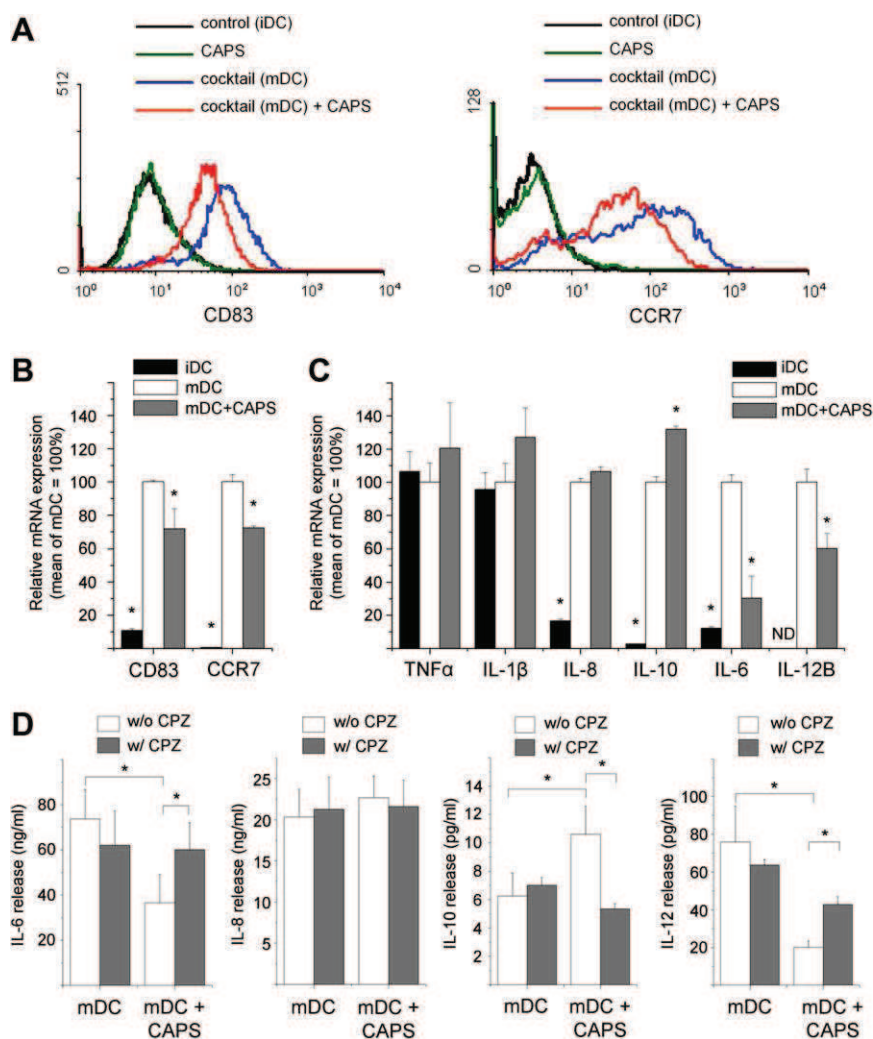 A
control (iDC)
CAPS
cocktail (mDC)
cocktail (mDC) + CAPS
512
0
10⁰ 10¹ 10² 10³ 10⁴
CD83
control (iDC)
CAPS
cocktail (mDC)
cocktail (mDC) + CAPS
128
0
10⁰ 10¹ 10² 10³ 10⁴
CCR7
B
iDC
mDC
mDC+CAPS
Relative mRNA expression
(mean of mDC = 100%)
140
120
100
80
60
40
20
* * * *
CD83 CCR7
C
iDC
mDC
mDC+CAPS
Relative mRNA expression
(mean of mDC = 100%)
140
120
100
80
60
40
20
* * * * * ND *
TNFα IL-1β IL-8 IL-10 IL-6 IL-12B
D
w/o CPZ
w/ CPZ
IL-6 release (ng/ml)
80
60
40
20
* *
mDC mDC +
CAPS
w/o CPZ
w/ CPZ
IL-8 release (ng/ml)
25
20
15
10
5
mDC mDC +
CAPS
w/o CPZ
w/ CPZ
IL-10 release (pg/ml)
16
14
12
10
8
6
4
2
* *
mDC mDC +
CAPS
w/o CPZ
w/ CPZ
IL-12 release (pg/ml)
100
80
60
40
20
* *
mDC mDC +
CAPS